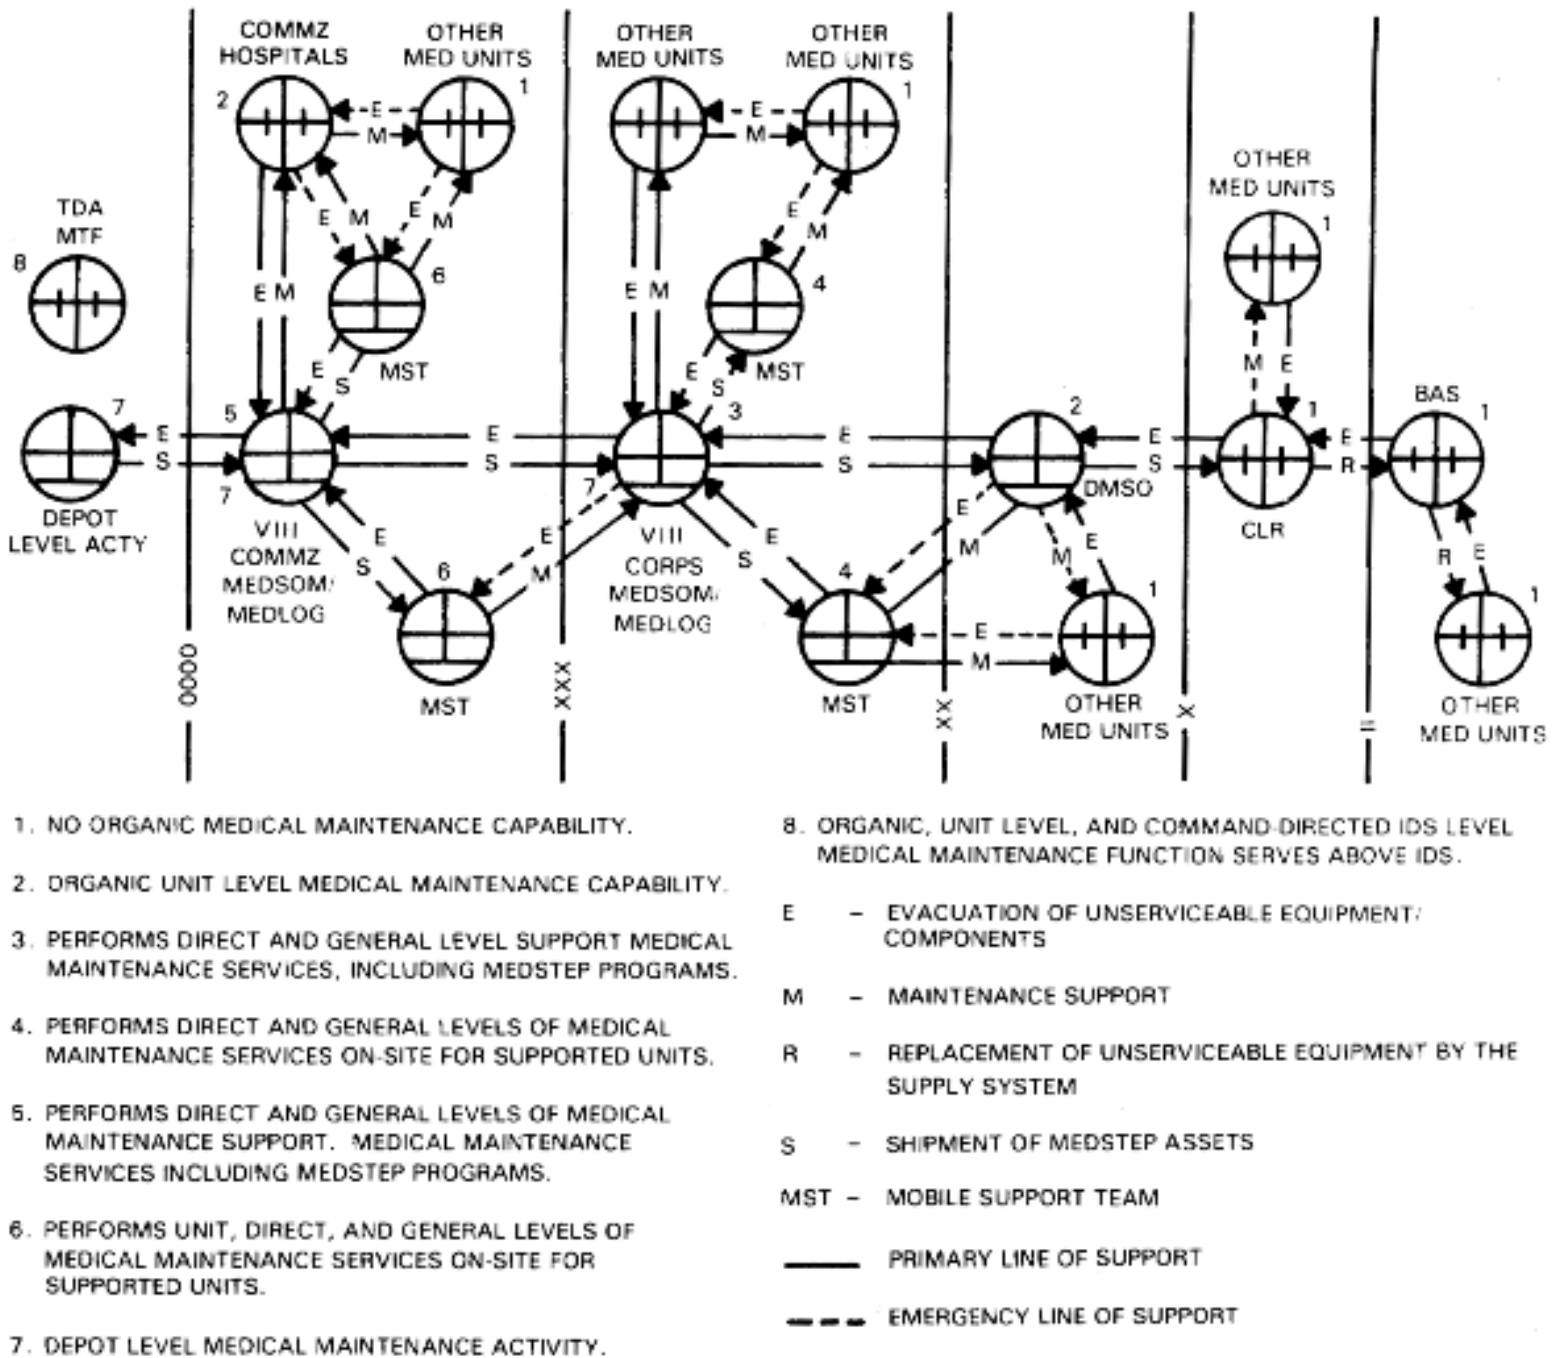 COMMZ
HOSPITALS
OTHER
MED UNITS
OTHER
MED UNITS
OTHER
MED UNITS
2
1
1
E
M
E
M
OTHER
MED UNITS
1
TDA
MTF
8
E
M
E
M
E
M
6
4
E M
E M
MST
MST
E
S
E
S
M E
BAS
7
5
3
2
1
1
E
S
E
S
E
S
E
S
E
R
DEPOT
LEVEL ACTY
7
VIII
COMMZ
MEDSOM/
MEDLOG
7
VIII
CORPS
MEDSOM/
MEDLOG
DMSO
CLR
E
S
E
M
E
S
E
M
M
E
R
E
6
4
1
1
E
M
MST
MST
OTHER
MED UNITS
OTHER
MED UNITS
OOOO
XXX
XX
X
=
1. NO ORGANIC MEDICAL MAINTENANCE CAPABILITY.
2. ORGANIC UNIT LEVEL MEDICAL MAINTENANCE CAPABILITY.
3. PERFORMS DIRECT AND GENERAL LEVEL SUPPORT MEDICAL
MAINTENANCE SERVICES, INCLUDING MEDSTEP PROGRAMS.
4. PERFORMS DIRECT AND GENERAL LEVELS OF MEDICAL
MAINTENANCE SERVICES ON-SITE FOR SUPPORTED UNITS.
5. PERFORMS DIRECT AND GENERAL LEVELS OF MEDICAL
MAINTENANCE SUPPORT. MEDICAL MAINTENANCE
SERVICES INCLUDING MEDSTEP PROGRAMS.
6. PERFORMS UNIT, DIRECT, AND GENERAL LEVELS OF
MEDICAL MAINTENANCE SERVICES ON-SITE FOR
SUPPORTED UNITS.
7. DEPOT LEVEL MEDICAL MAINTENANCE ACTIVITY.
8. ORGANIC, UNIT LEVEL, AND COMMAND-DIRECTED IDS LEVEL
MEDICAL MAINTENANCE FUNCTION SERVES ABOVE IDS.
E – EVACUATION OF UNSERVICEABLE EQUIPMENT/
COMPONENTS
M – MAINTENANCE SUPPORT
R – REPLACEMENT OF UNSERVICEABLE EQUIPMENT BY THE
SUPPLY SYSTEM
S – SHIPMENT OF MEDSTEP ASSETS
MST – MOBILE SUPPORT TEAM
PRIMARY LINE OF SUPPORT
EMERGENCY LINE OF SUPPORT